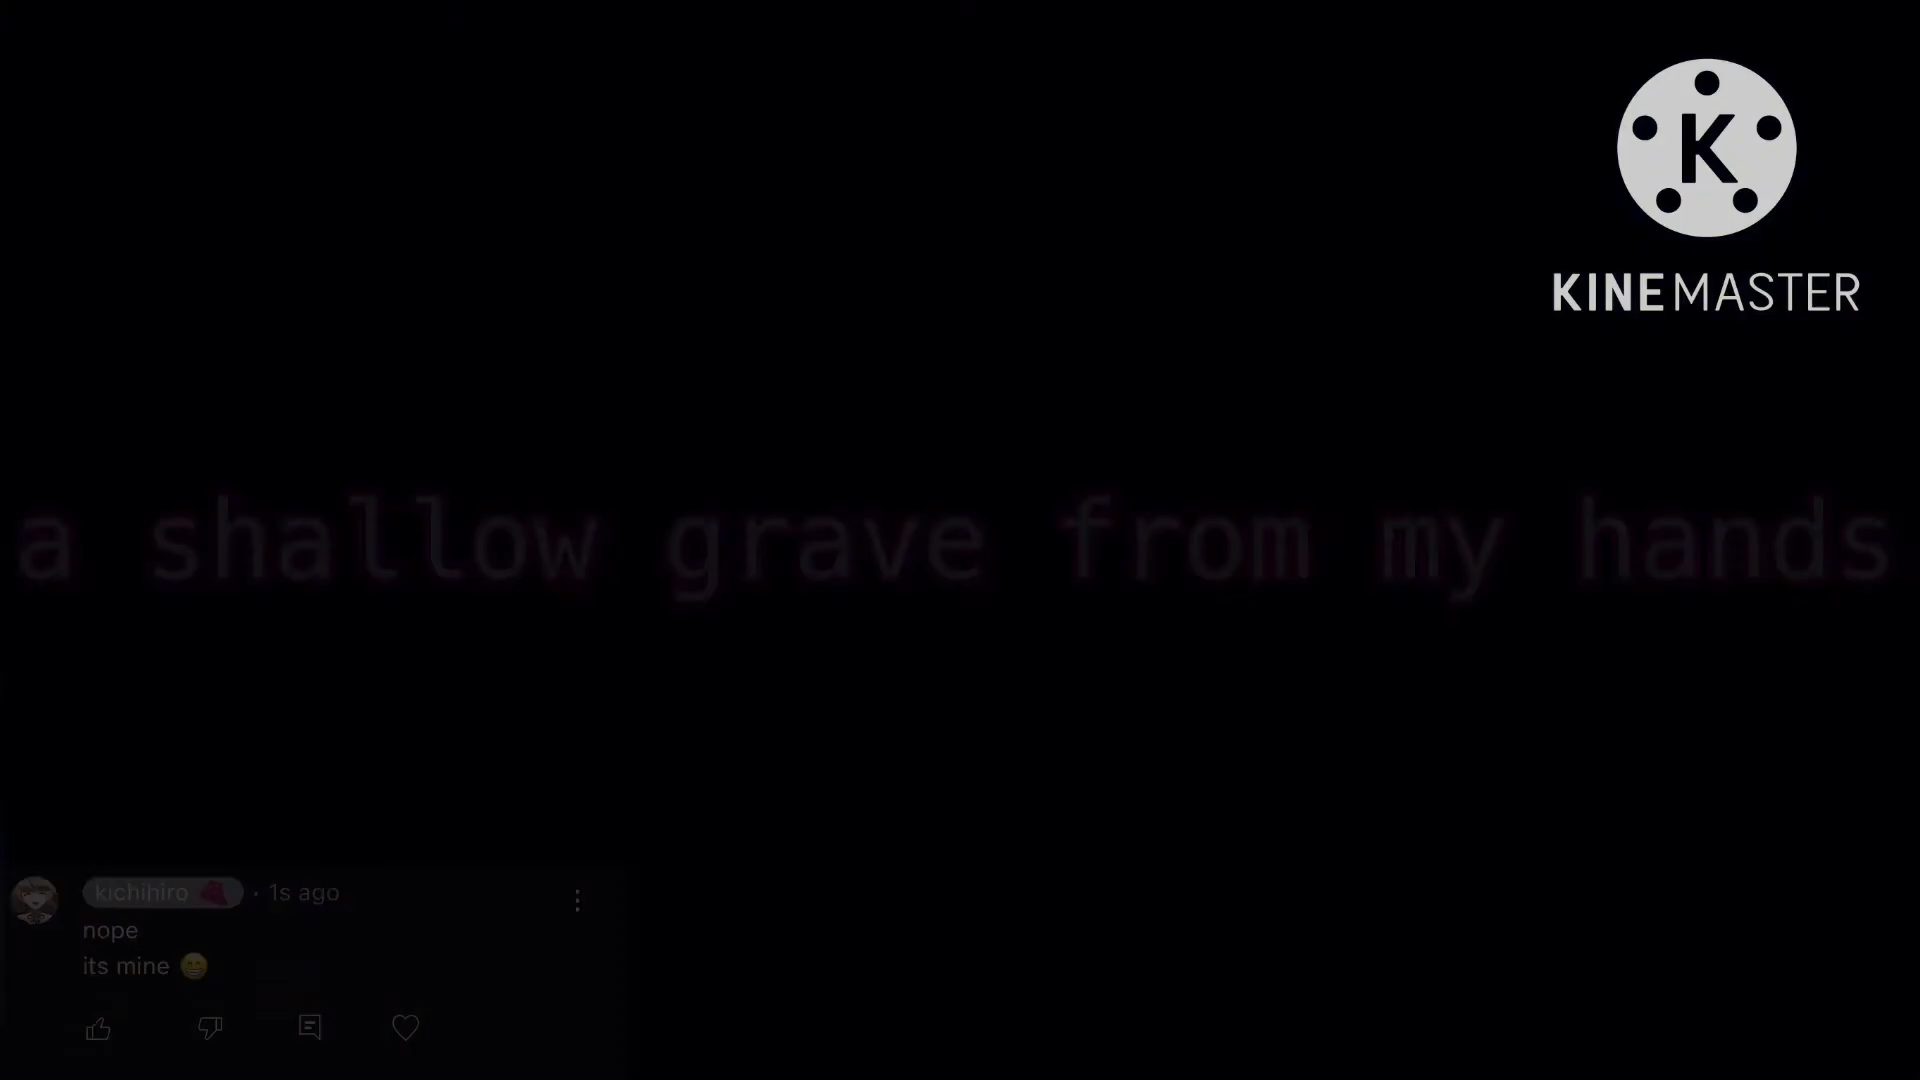 K
KINEMASTER
a shallow grave from my hands
kichihiro · 1s ago
nope
its mine 😁